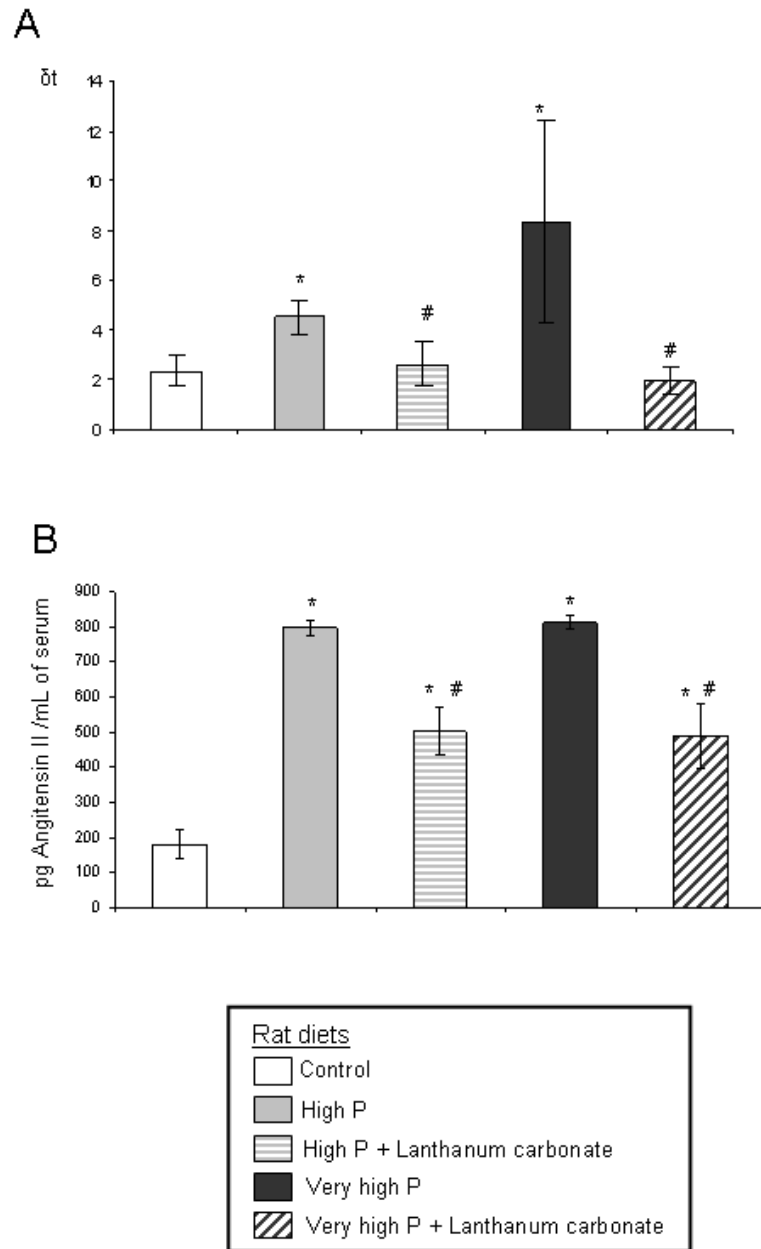 A
δt
14
12
10
8
6
4
2
0
*
#
*
#
B
pg Angitensin II /mL of serum
900
800
700
600
500
400
300
200
100
0
*
* #
*
* #
Rat diets
Control
High P
High P + Lanthanum carbonate
Very high P
Very high P + Lanthanum carbonate